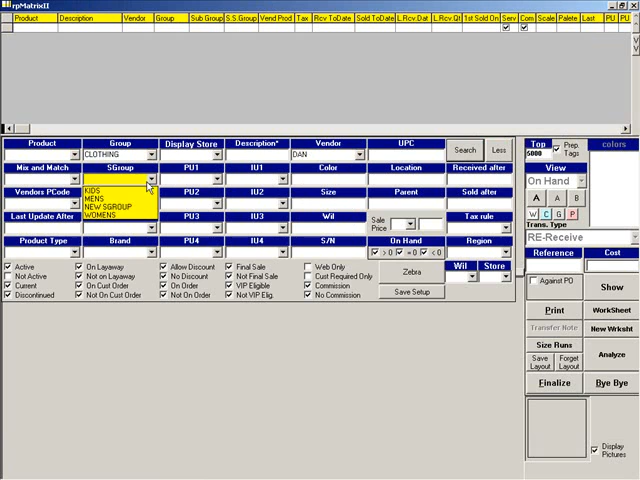 rpMatrixII
Product Description Vendor Group Sub Group S.S.Group Vend Prod Tax Rcv ToDate Sold ToDate L.Rcv.Dat L.Rcv.Qt 1st Sold On Serv Com Scale Palete Last PU PU
Product Group Display Store Description* Vendor UPC
CLOTHING DAN Search Less
Mix and Match SGroup PU1 IU1 Color Location Received after
KIDS
MENS
NEW SGROUP
WOMENS
Vendors PCode PU2 IU2 Size Parent Sold after
Last Update After PU3 IU3 Wil Sale Price Tax rule
Product Type Brand PU4 IU4 S/N On Hand Region
> 0 = 0 < 0
Active On Layaway Allow Discount Final Sale Web Only Zebra Wil Store
Not Active Not on Layaway No Discount Not Final Sale Cust Required Only
Current On Cust Order On Order VIP Eligible Commission Save Setup
Discontinued Not On Cust Order Not On Order Not VIP Elig. No Commission
Top Prep. Tags colors
5000
View
On Hand
A A B
W C G P
Trans. Type
RE-Receive
Reference Cost
Against PO Show
Print WorkSheet
Transfer Note New Wrksht
Size Runs Analyze
Save Layout Forget Layout
Finalize Bye Bye
Display Pictures